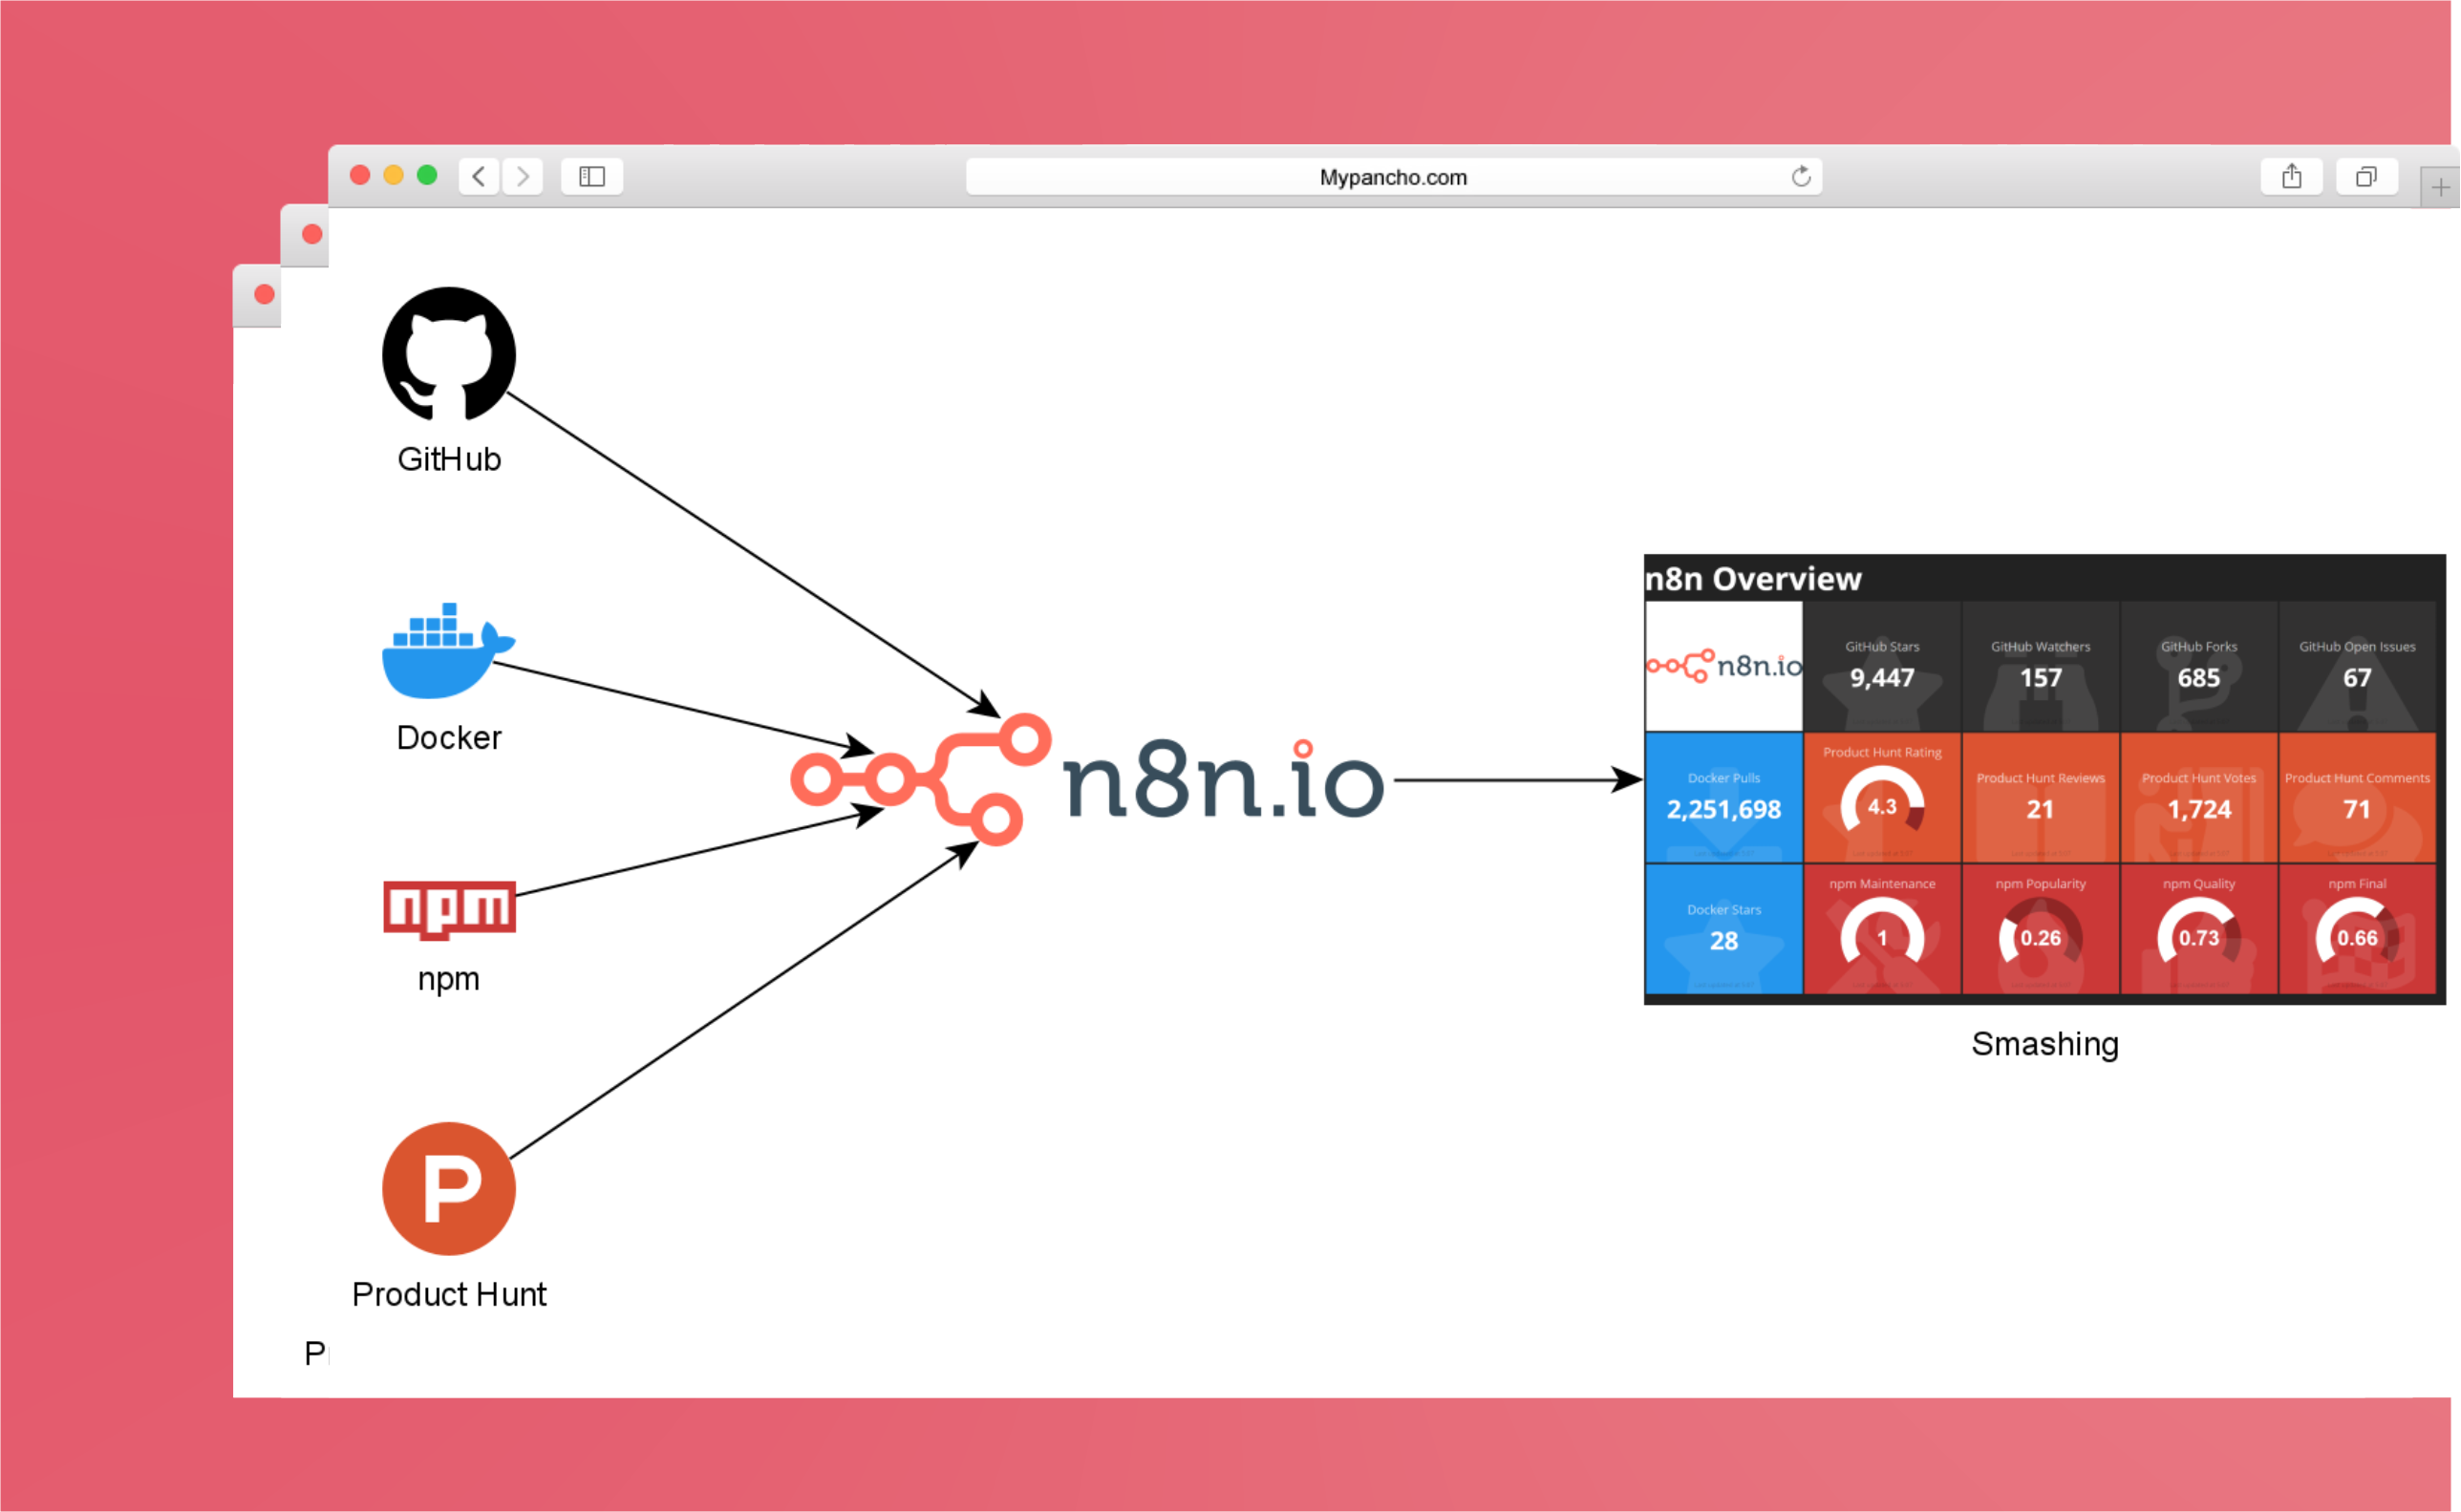 Mypancho.com
GitHub
Docker
npm
npm
Product Hunt
P
n8n.io
n8n Overview
n8n.io
GitHub Stars
9,447
GitHub Watchers
157
GitHub Forks
685
GitHub Open Issues
67
Docker Pulls
2,251,698
Product Hunt Rating
4.3
Product Hunt Reviews
21
Product Hunt Votes
1,724
Product Hunt Comments
71
Docker Stars
28
npm Maintenance
1
npm Popularity
0.26
npm Quality
0.73
npm Final
0.66
Smashing
P